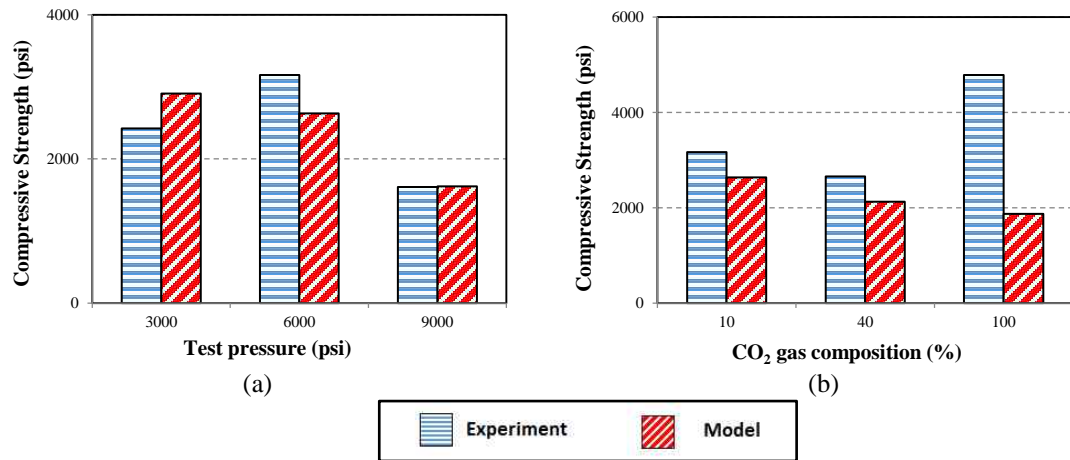 4000
2000
0
Compressive Strength (psi)
3000 6000 9000
Test pressure (psi)
(a)
6000
4000
2000
0
Compressive Strength (psi)
10 40 100
CO₂ gas composition (%)
(b)
Experiment Model